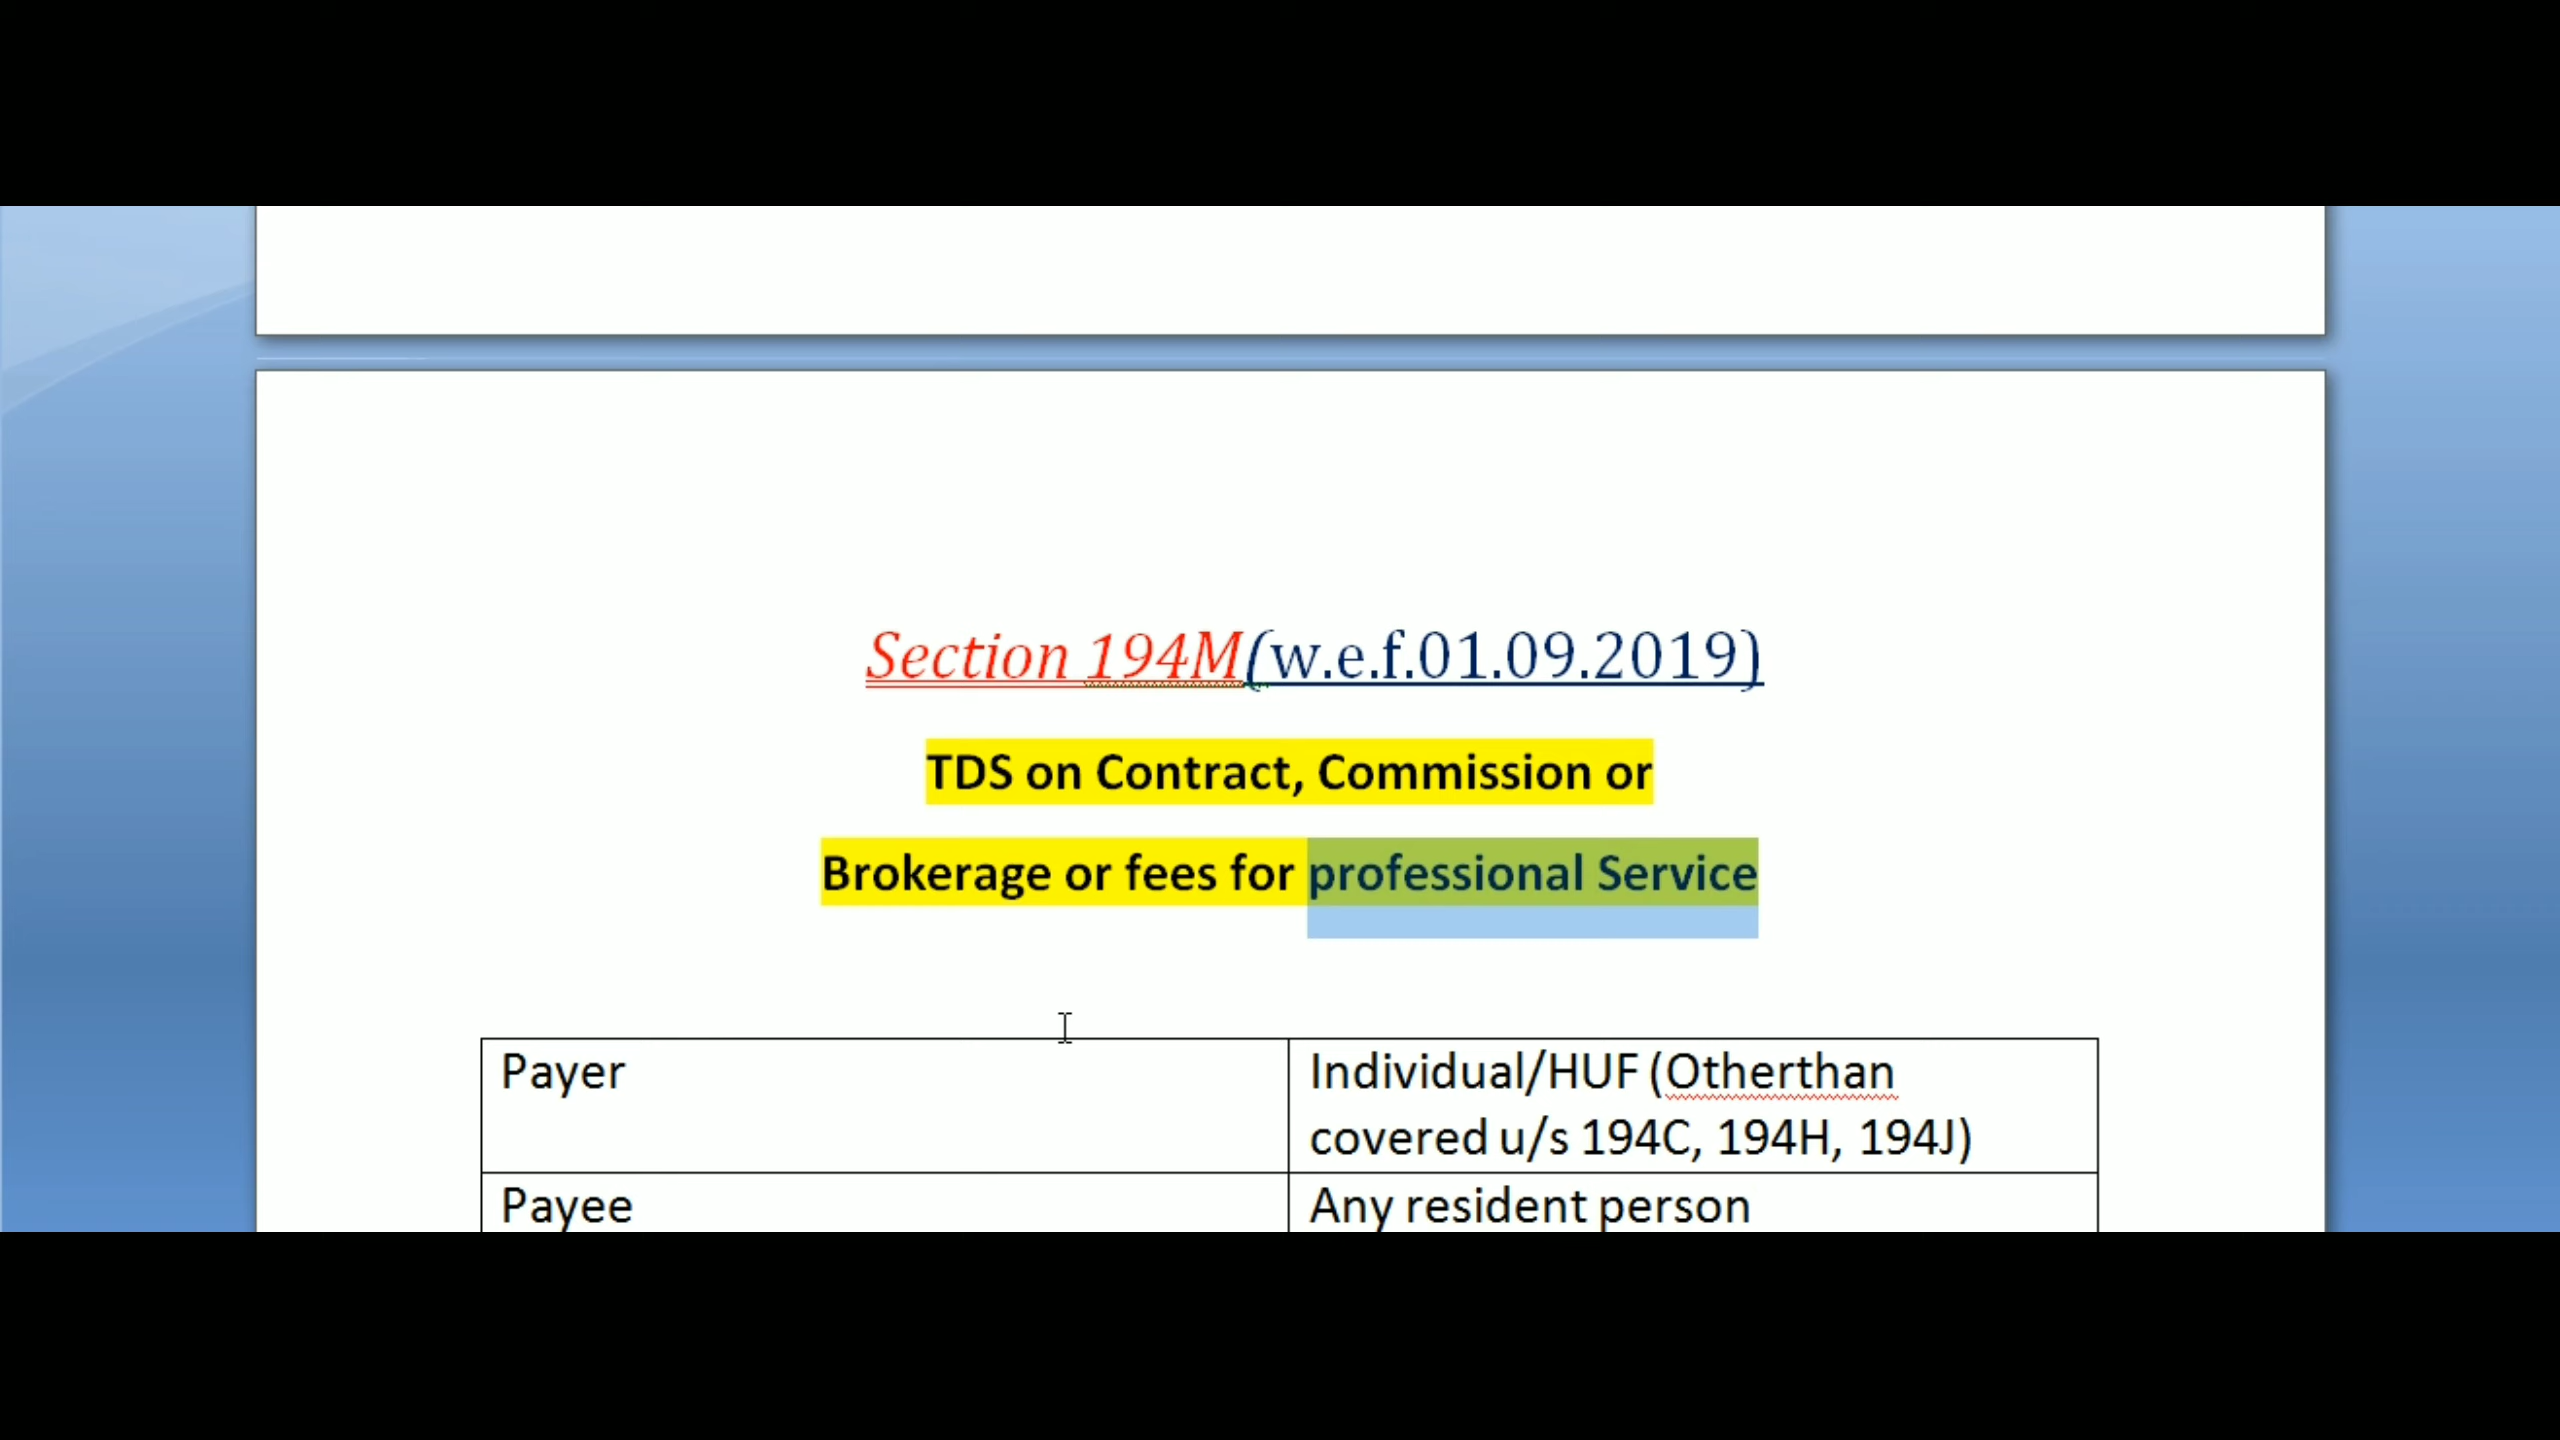 Section 194M(w.e.f.01.09.2019)
TDS on Contract, Commission or
Brokerage or fees for professional Service
Payer
Individual/HUF (Otherthan
covered u/s 194C, 194H, 194J)
Payee
Any resident person